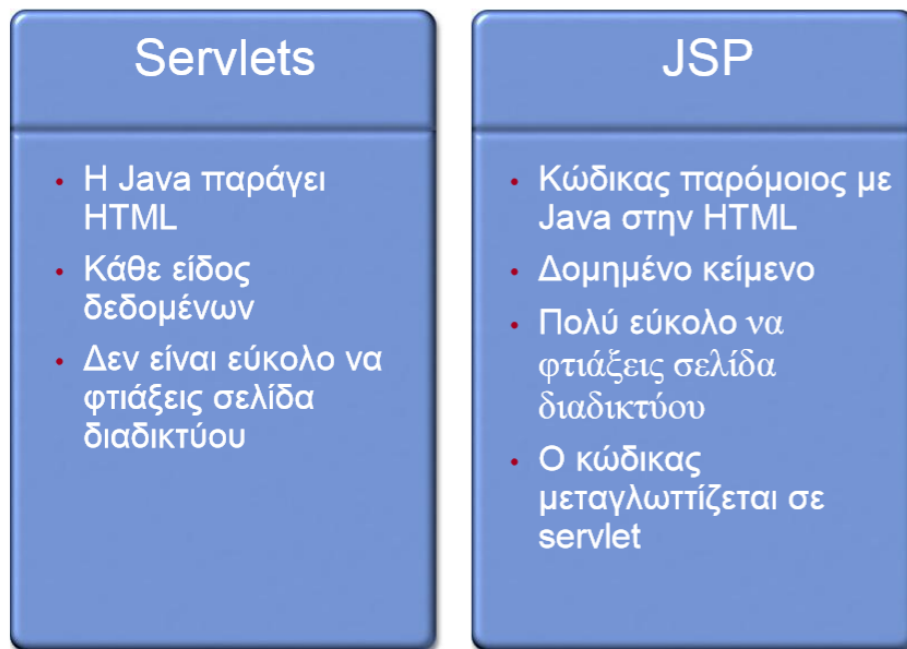 Servlets
• Η Java παράγει
HTML
• Κάθε είδος
δεδομένων
• Δεν είναι εύκολο να
φτιάξεις σελίδα
διαδικτύου
JSP
• Κώδικας παρόμοιος με
Java στην HTML
• Δομημένο κείμενο
• Πολύ εύκολο να
φτιάξεις σελίδα
διαδικτύου
• Ο κώδικας
μεταγλωττίζεται σε
servlet